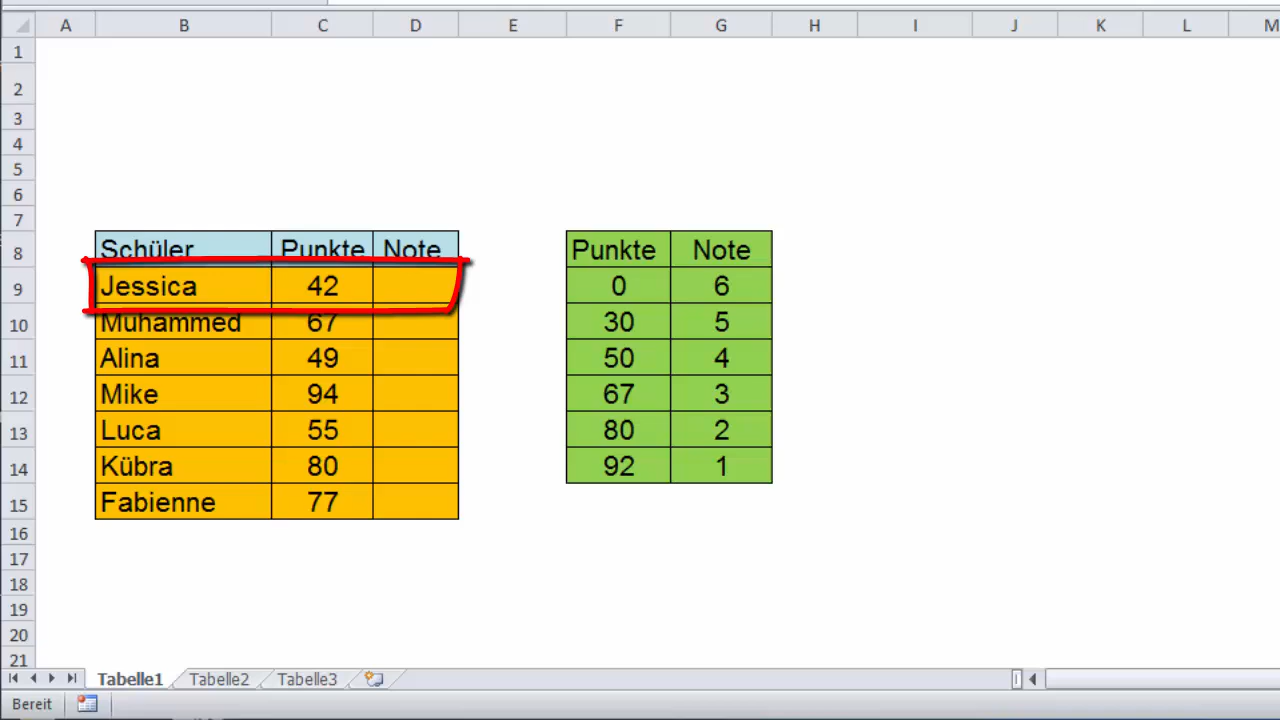 A B C D E F G H I J K L M
1
2
3
4
5
6
7
8 Schüler Punkte Note Punkte Note
9 Jessica 42 0 6
10 Muhammed 67 30 5
11 Alina 49 50 4
12 Mike 94 67 3
13 Luca 55 80 2
14 Kübra 80 92 1
15 Fabienne 77
16
17
18
19
20
21
Tabelle1 Tabelle2 Tabelle3
Bereit